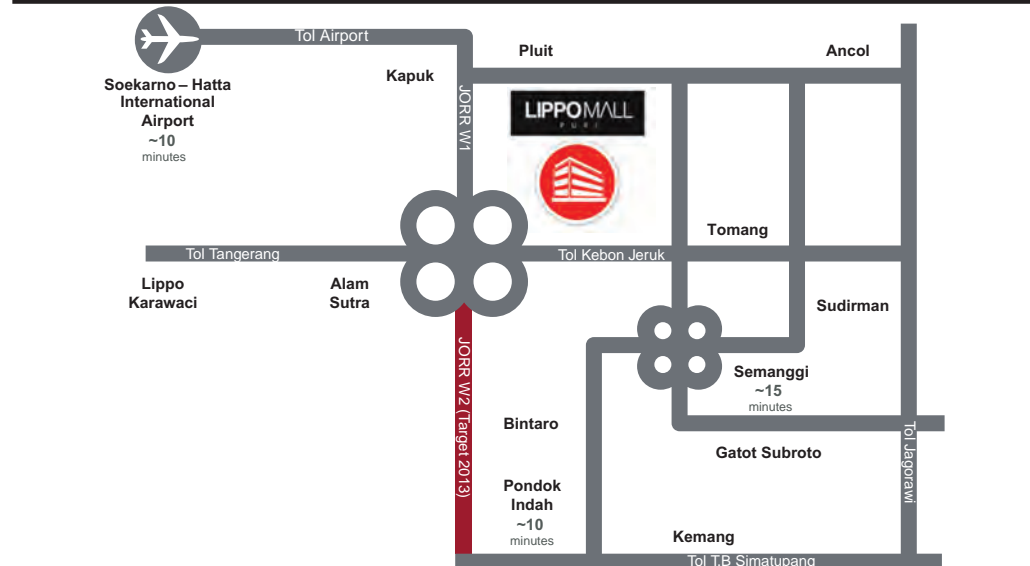 Tol Airport
Pluit
Ancol
Kapuk
Soekarno – Hatta
International
Airport
~10
minutes
JORR W1
LIPPOMALL
PURI
Tomang
Tol Tangerang
Tol Kebon Jeruk
Lippo
Karawaci
Alam
Sutra
Sudirman
JORR W2 (Target 2013)
Semanggi
~15
minutes
Bintaro
Gatot Subroto
Tol Jagorawi
Pondok
Indah
~10
minutes
Kemang
Tol T.B Simatupang